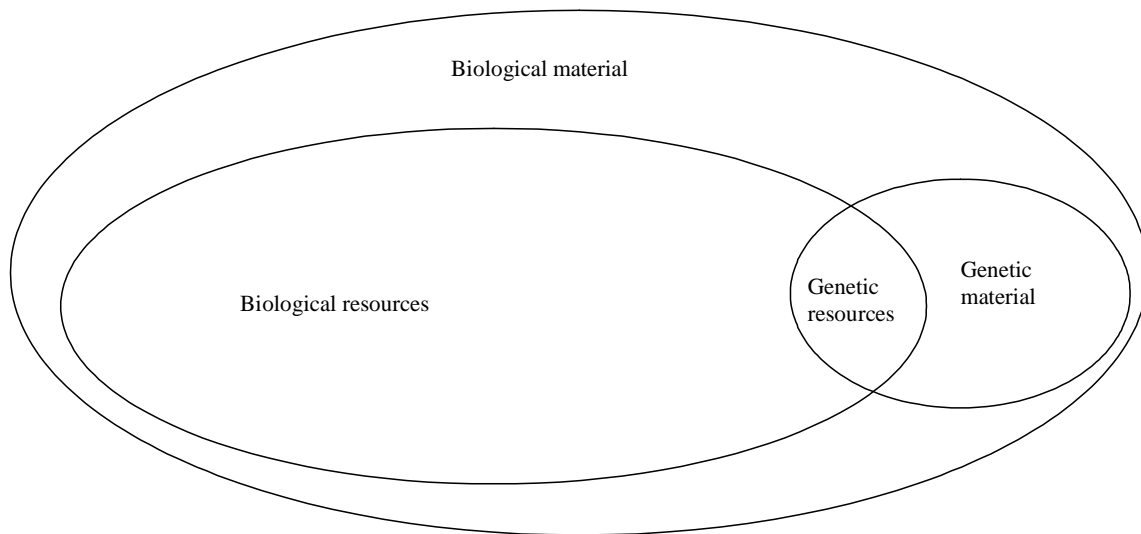 Biological material
Biological resources
Genetic
resources
Genetic
material